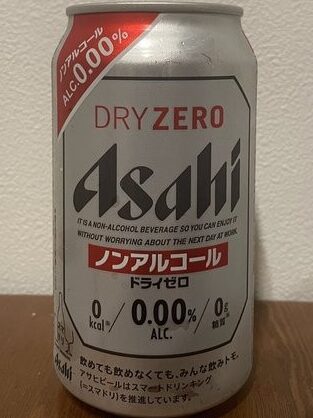 ノンアルコール
ALC.0.00%
DRY ZERO
Asahi
IT IS A NON-ALCOHOL BEVERAGE SO YOU CAN ENJOY IT
WITHOUT WORRYING ABOUT THE NEXT DAY AT WORK.
ノンアルコール
ドライゼロ
0 kcal※ / 0.00% ALC. / 0g 糖質※
Asahi
飲めても飲めなくても、みんな飲みトモ。
アサヒビールはスマートドリンキング
(=スマドリ)を推進しています。